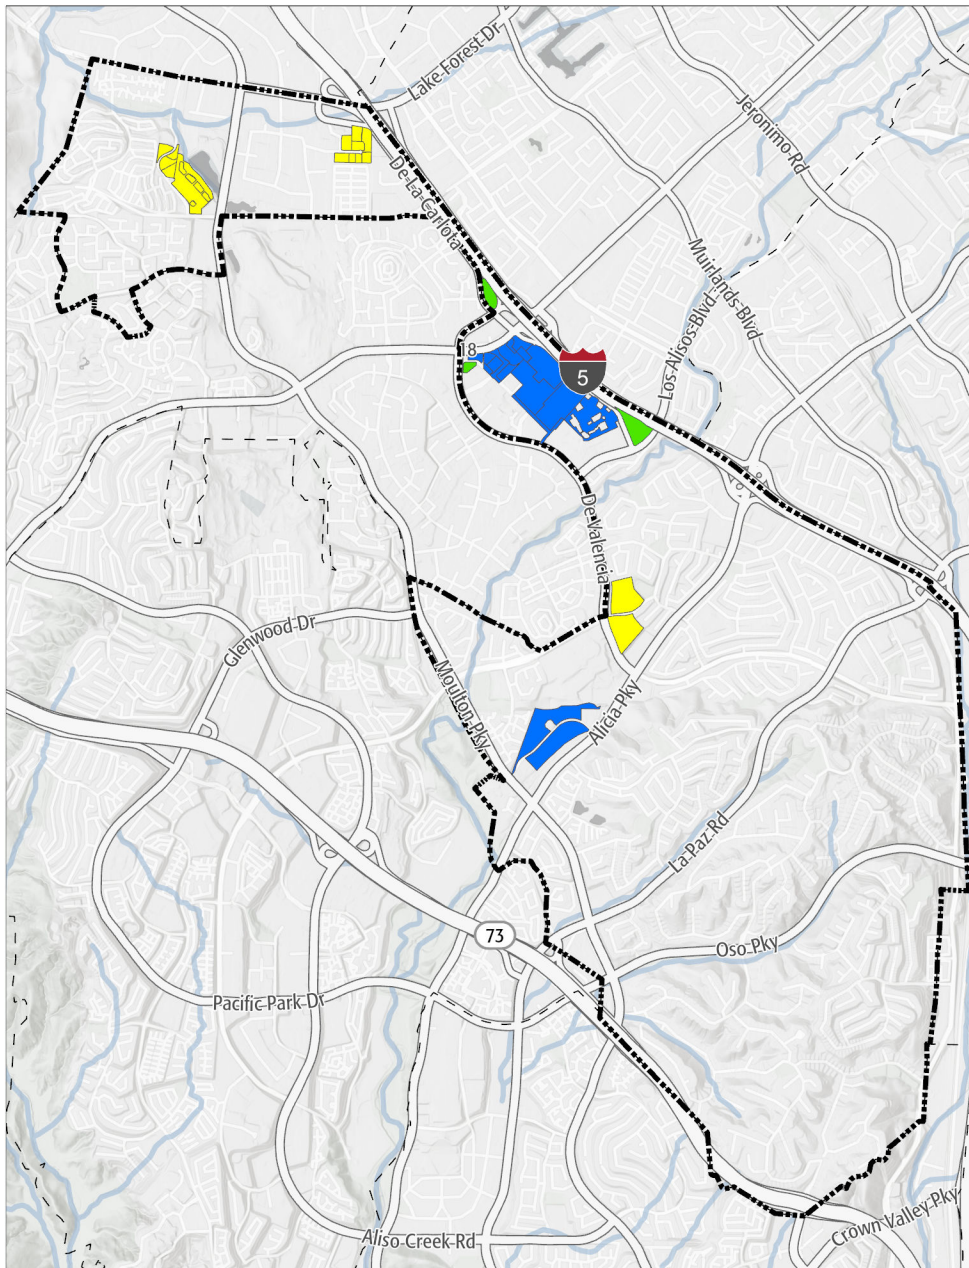 Lake Forest Dr
Jeronimo Rd
De La Carlota
Muirlands Blvd
Los Alisos Blvd
18
5
De Valencia
Glenwood Dr
Moulton Pky
Alicia Pky
La Paz Rd
73
Oso Pky
Pacific Park Dr
Crown Valley Pky
Aliso Creek Rd